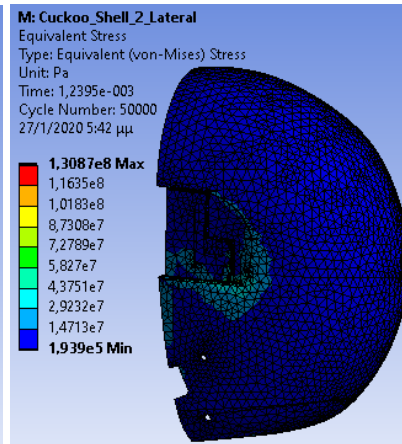 M: Cuckoo_Shell_2_Lateral
Equivalent Stress
Type: Equivalent (von-Mises) Stress
Unit: Pa
Time: 1,2395e-003
Cycle Number: 50000
27/1/2020 5:42 μμ
1,3087e8 Max
1,1635e8
1,0183e8
8,7308e7
7,2789e7
5,827e7
4,3751e7
2,9232e7
1,4713e7
1,939e5 Min